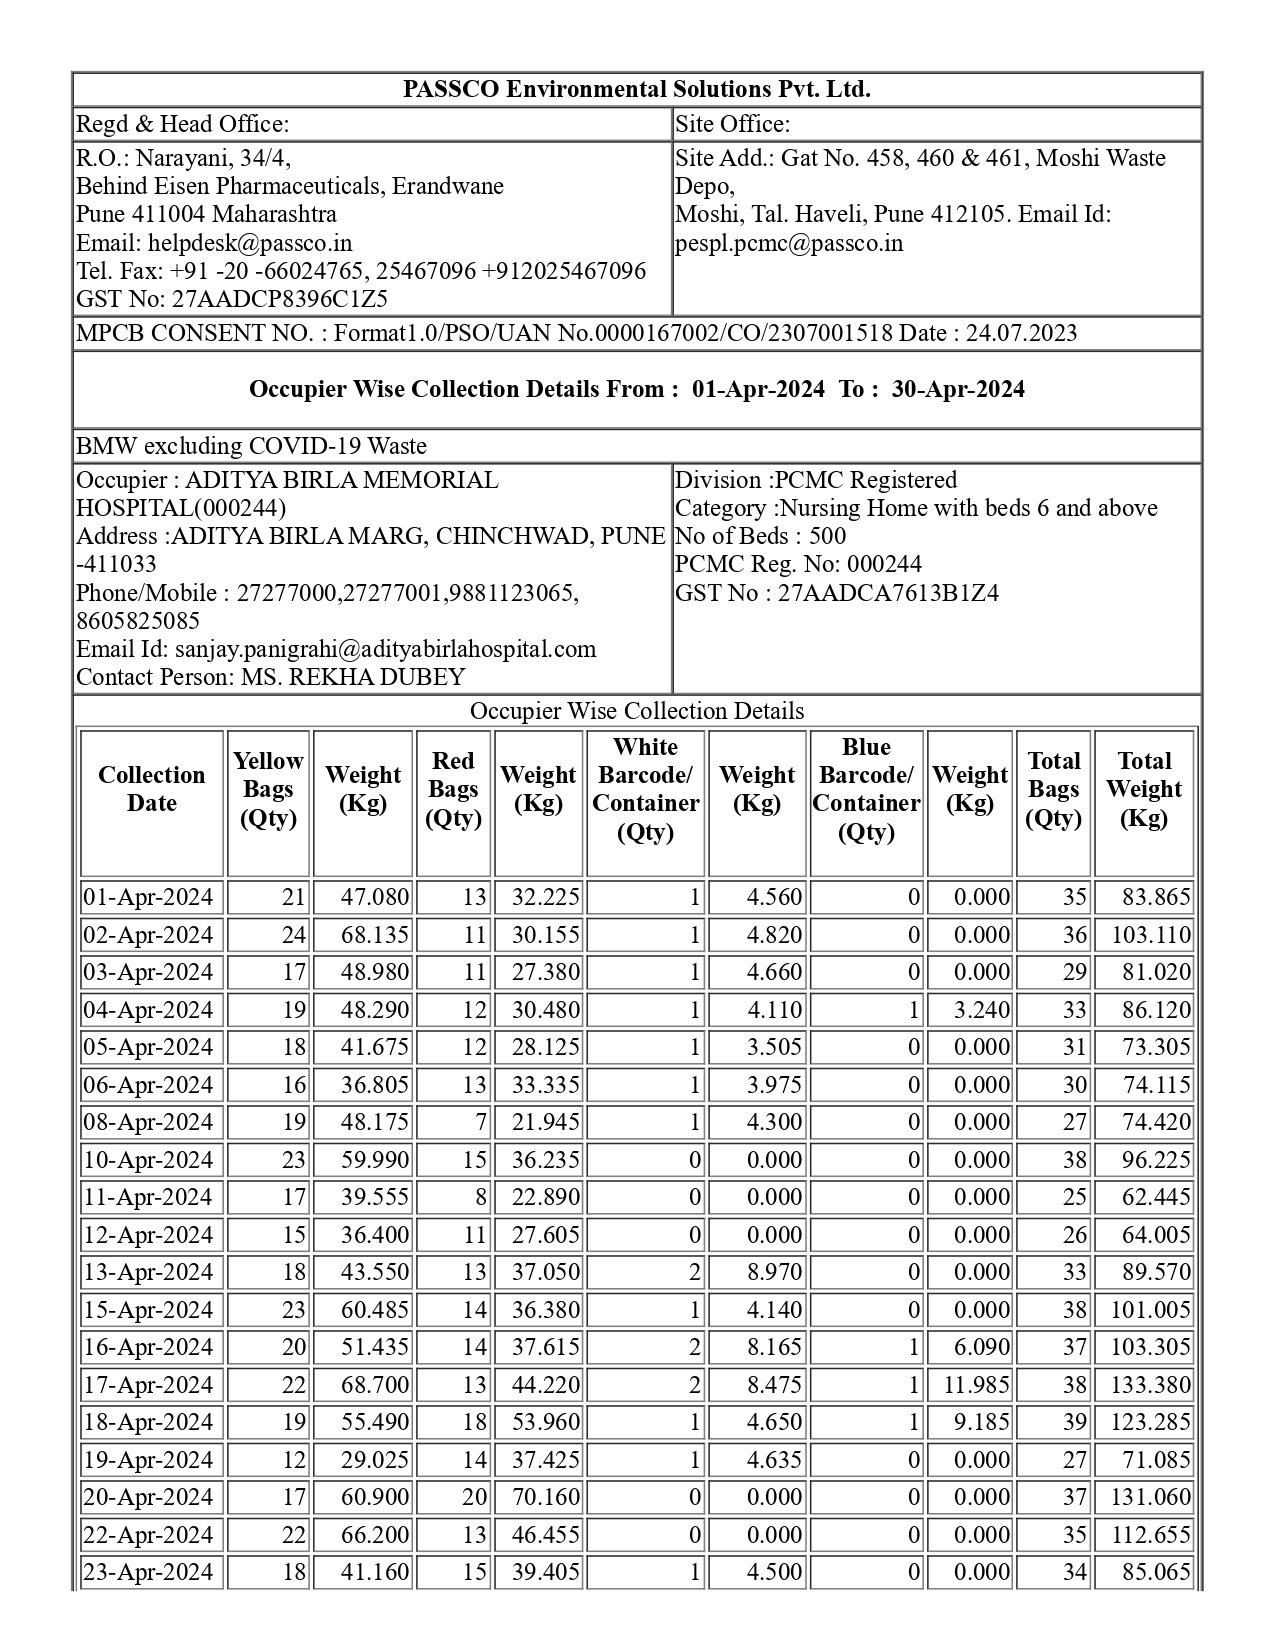 PASSCO Environmental Solutions Pvt. Ltd.
Regd & Head Office:
Site Office:
R.O.: Narayani, 34/4,
Behind Eisen Pharmaceuticals, Erandwane
Pune 411004 Maharashtra
Email: helpdesk@passco.in
Tel. Fax: +91 -20 -66024765, 25467096 +912025467096
GST No: 27AADCP8396C1Z5
Site Add.: Gat No. 458, 460 & 461, Moshi Waste
Depo,
Moshi, Tal. Haveli, Pune 412105. Email Id:
pespl.pcmc@passco.in
MPCB CONSENT NO. : Format1.0/PSO/UAN No.0000167002/CO/2307001518 Date : 24.07.2023
Occupier Wise Collection Details From : 01-Apr-2024 To : 30-Apr-2024
BMW excluding COVID-19 Waste
Occupier : ADITYA BIRLA MEMORIAL
HOSPITAL(000244)
Address :ADITYA BIRLA MARG, CHINCHWAD, PUNE
-411033
Phone/Mobile : 27277000,27277001,9881123065,
8605825085
Email Id: sanjay.panigrahi@adityabirlahospital.com
Contact Person: MS. REKHA DUBEY
Division :PCMC Registered
Category :Nursing Home with beds 6 and above
No of Beds : 500
PCMC Reg. No: 000244
GST No : 27AADCA7613B1Z4
Occupier Wise Collection Details
Collection
Date
Yellow
Bags
(Qty)
Weight
(Kg)
Red
Bags
(Qty)
Weight
(Kg)
White
Barcode/
Container
(Qty)
Weight
(Kg)
Blue
Barcode/
Container
(Qty)
Weight
(Kg)
Total
Bags
(Qty)
Total
Weight
(Kg)
01-Apr-2024 21 47.080 13 32.225 1 4.560 0 0.000 35 83.865
02-Apr-2024 24 68.135 11 30.155 1 4.820 0 0.000 36 103.110
03-Apr-2024 17 48.980 11 27.380 1 4.660 0 0.000 29 81.020
04-Apr-2024 19 48.290 12 30.480 1 4.110 1 3.240 33 86.120
05-Apr-2024 18 41.675 12 28.125 1 3.505 0 0.000 31 73.305
06-Apr-2024 16 36.805 13 33.335 1 3.975 0 0.000 30 74.115
08-Apr-2024 19 48.175 7 21.945 1 4.300 0 0.000 27 74.420
10-Apr-2024 23 59.990 15 36.235 0 0.000 0 0.000 38 96.225
11-Apr-2024 17 39.555 8 22.890 0 0.000 0 0.000 25 62.445
12-Apr-2024 15 36.400 11 27.605 0 0.000 0 0.000 26 64.005
13-Apr-2024 18 43.550 13 37.050 2 8.970 0 0.000 33 89.570
15-Apr-2024 23 60.485 14 36.380 1 4.140 0 0.000 38 101.005
16-Apr-2024 20 51.435 14 37.615 2 8.165 1 6.090 37 103.305
17-Apr-2024 22 68.700 13 44.220 2 8.475 1 11.985 38 133.380
18-Apr-2024 19 55.490 18 53.960 1 4.650 1 9.185 39 123.285
19-Apr-2024 12 29.025 14 37.425 1 4.635 0 0.000 27 71.085
20-Apr-2024 17 60.900 20 70.160 0 0.000 0 0.000 37 131.060
22-Apr-2024 22 66.200 13 46.455 0 0.000 0 0.000 35 112.655
23-Apr-2024 18 41.160 15 39.405 1 4.500 0 0.000 34 85.065